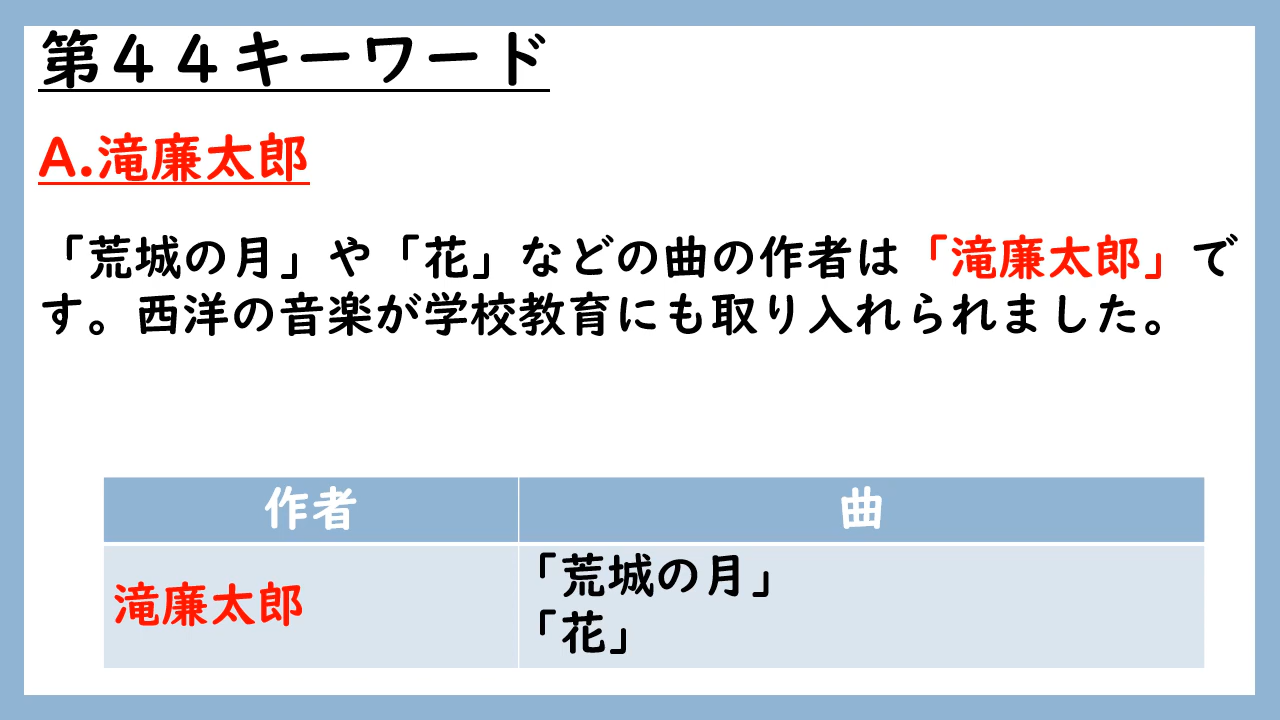 第４４キーワード
A.滝廉太郎
「荒城の月」や「花」などの曲の作者は「滝廉太郎」で
す。西洋の音楽が学校教育にも取り入れられました。
作者 曲
滝廉太郎 「荒城の月」
「花」